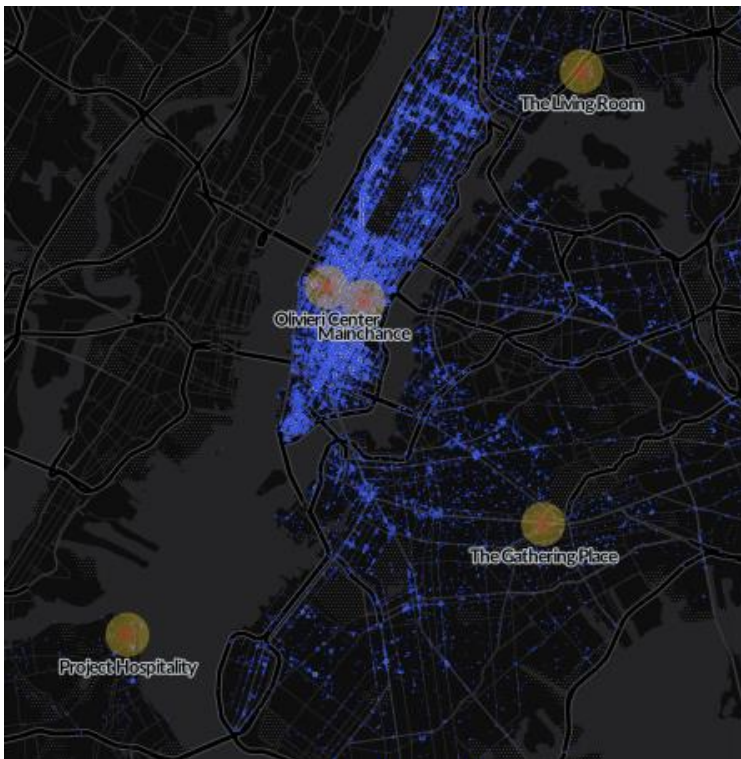 The Living Room
Olivieri Center
Mainchance
The Gathering Place
Project Hospitality